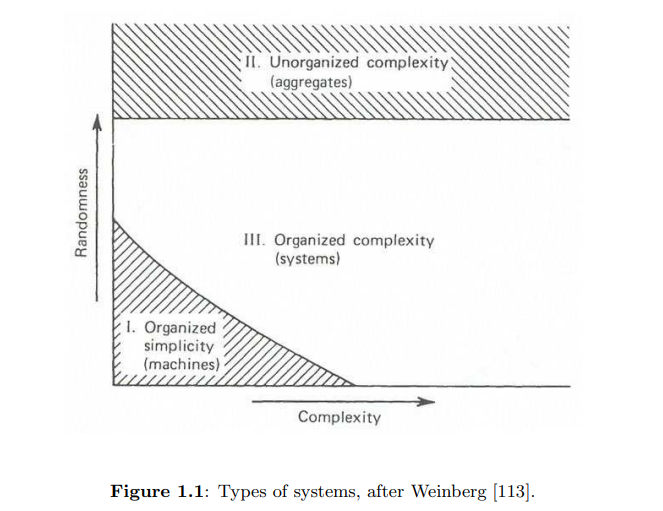 II. Unorganized complexity
(aggregates)
Randomness
III. Organized complexity
(systems)
I. Organized
simplicity
(machines)
Complexity
Figure 1.1: Types of systems, after Weinberg [113].